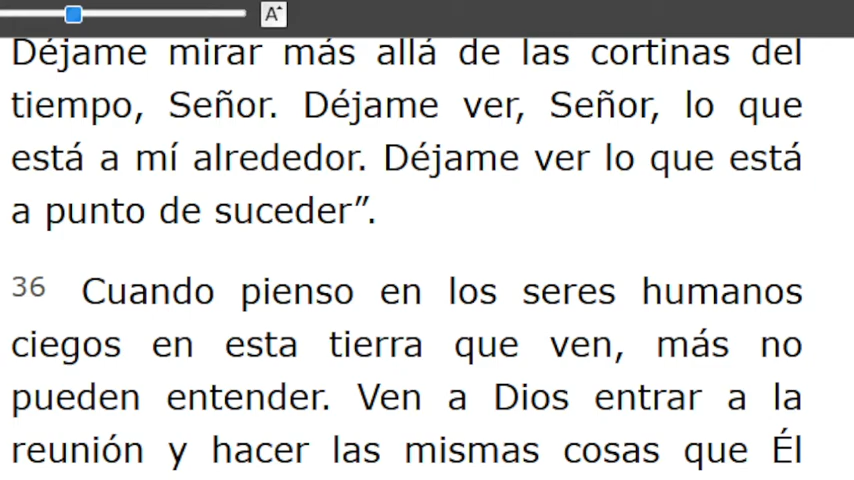 A
Déjame mirar más allá de las cortinas del
tiempo, Señor. Déjame ver, Señor, lo que
está a mí alrededor. Déjame ver lo que está
a punto de suceder”.
36 Cuando pienso en los seres humanos
ciegos en esta tierra que ven, más no
pueden entender. Ven a Dios entrar a la
reunión y hacer las mismas cosas que Él